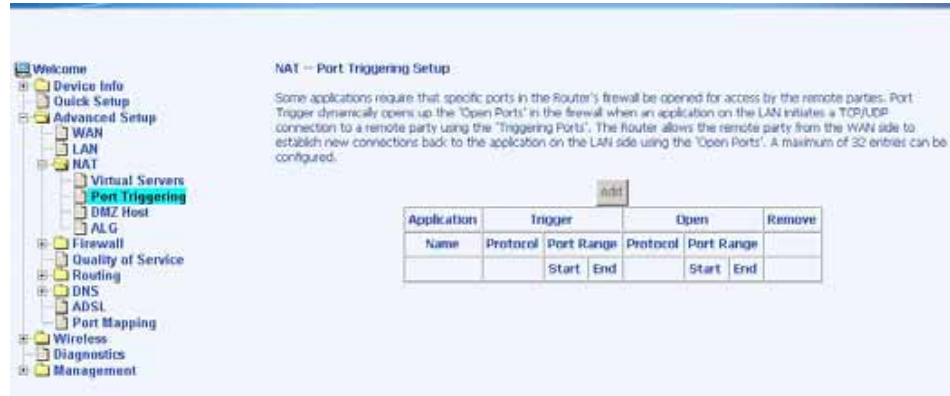 Welcome
Device Info
Quick Setup
Advanced Setup
WAN
LAN
NAT
Virtual Servers
Port Triggering
DMZ Host
ALG
Firewall
Quality of Service
Routing
DNS
ADSL
Port Mapping
Wireless
Diagnostics
Management
NAT -- Port Triggering Setup
Some applications require that specific ports in the Router's firewall be opened for access by the remote parties. Port
Trigger dynamically opens up the 'Open Ports' in the firewall when an application on the LAN initiates a TCP/UDP
connection to a remote party using the 'Triggering Ports'. The Router allows the remote party from the WAN side to
establish new connections back to the application on the LAN side using the 'Open Ports'. A maximum of 32 entries can be
configured.
Add
Application Trigger Open Remove
Name Protocol Port Range Protocol Port Range
Start End Start End